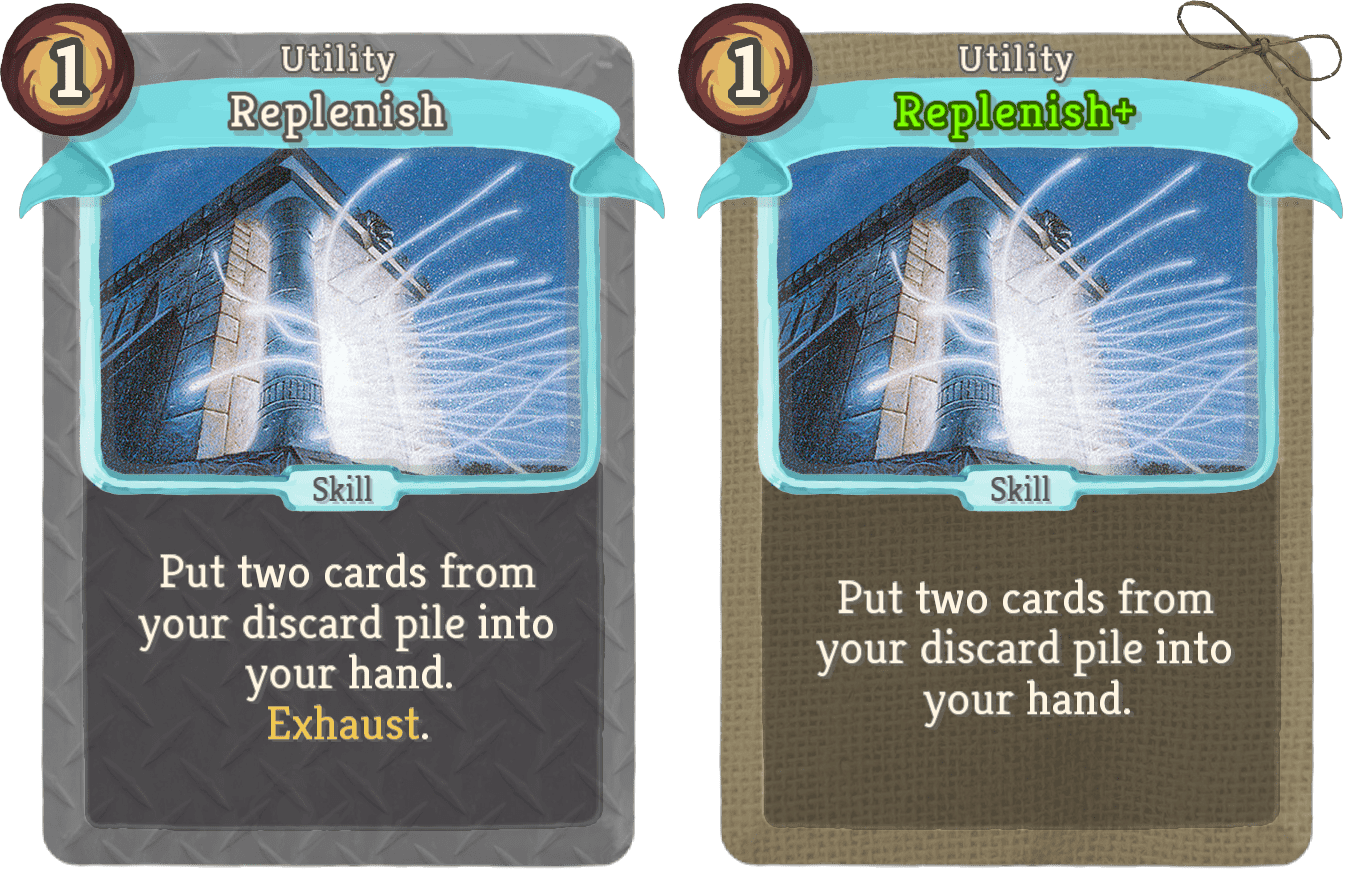 1
Utility
Replenish
Skill
Put two cards from
your discard pile into
your hand.
Exhaust.
1
Utility
Replenish+
Skill
Put two cards from
your discard pile into
your hand.